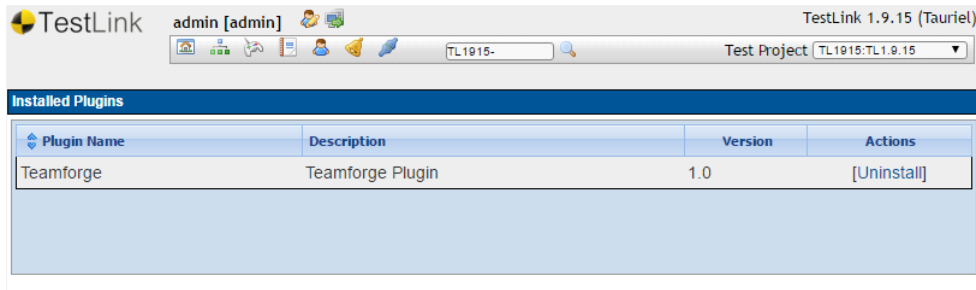 TestLink admin [admin] TestLink 1.9.15 (Tauriel)
TL1915- Test Project TL1915:TL1.9.15
Installed Plugins
Plugin Name Description Version Actions
Teamforge Teamforge Plugin 1.0 [Uninstall]